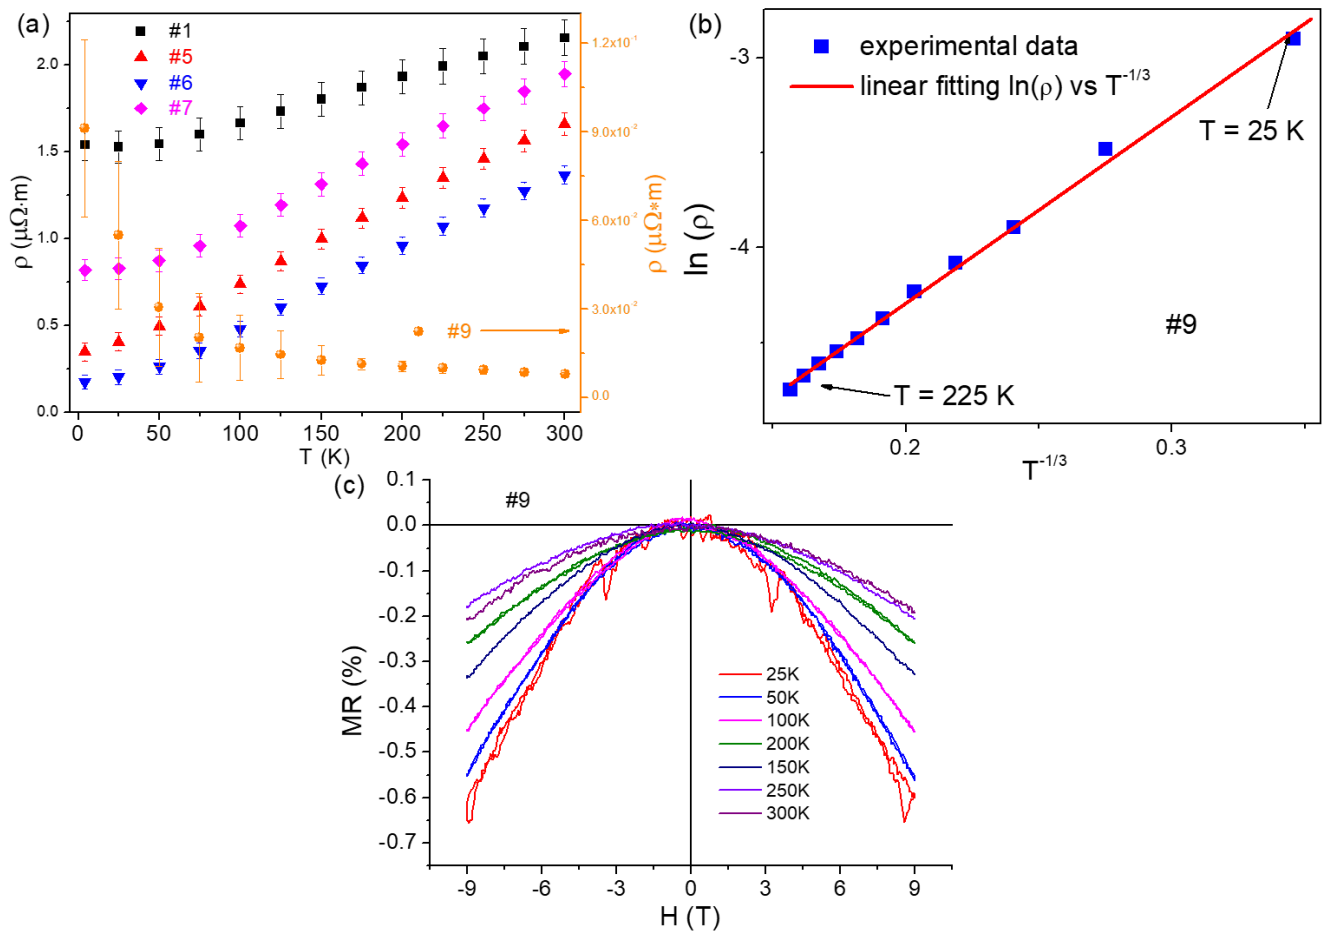 (a)
#1
#5
#6
#7
#9
2.0
1.5
1.0
0.5
0.0
ρ (μΩ·m)
0 50 100 150 200 250 300
T (K)
1.2x10⁻¹
9.0x10⁻²
6.0x10⁻²
3.0x10⁻²
0.0
ρ (μΩ*m)
(b)
experimental data
linear fitting ln(ρ) vs T⁻¹/³
T = 25 K
#9
T = 225 K
-3
-4
ln (ρ)
0.2 0.3
T⁻¹/³
(c)
#9
0.1
0.0
-0.1
-0.2
-0.3
-0.4
-0.5
-0.6
-0.7
MR (%)
25K
50K
100K
200K
150K
250K
300K
-9 -6 -3 0 3 6 9
H (T)